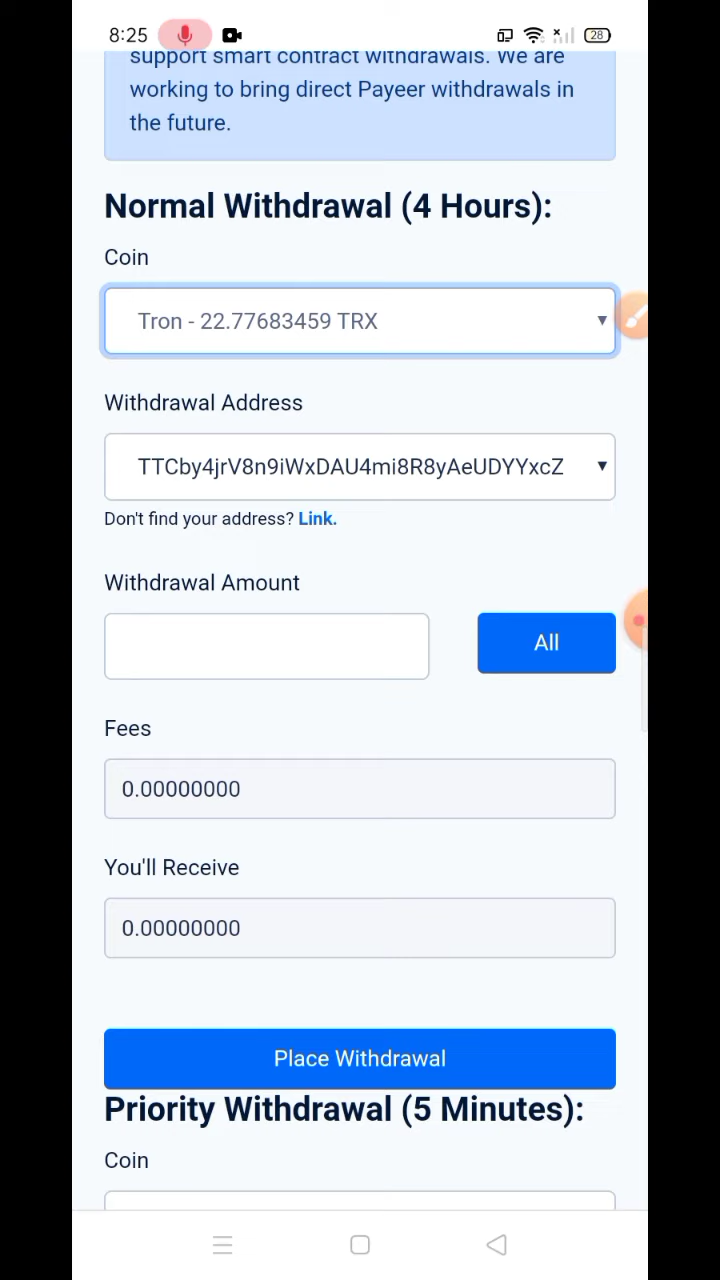 8:25
28
support smart contract withdrawals. We are
working to bring direct Payeer withdrawals in
the future.
Normal Withdrawal (4 Hours):
Coin
Tron - 22.77683459 TRX
Withdrawal Address
TTCby4jrV8n9iWxDAU4mi8R8yAeUDYYxcZ
Don't find your address? Link.
Withdrawal Amount
All
Fees
0.00000000
You'll Receive
0.00000000
Place Withdrawal
Priority Withdrawal (5 Minutes):
Coin